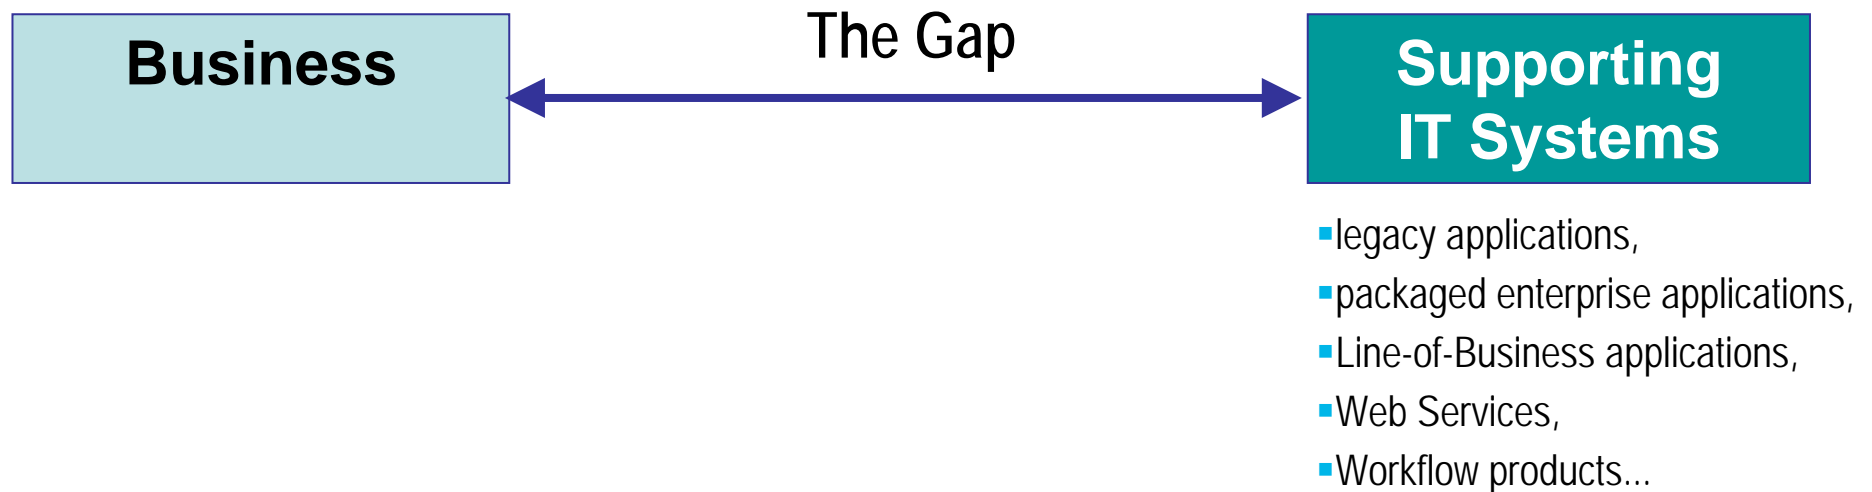 Business
The Gap
Supporting
IT Systems
▪legacy applications,
▪packaged enterprise applications,
▪Line-of-Business applications,
▪Web Services,
▪Workflow products...